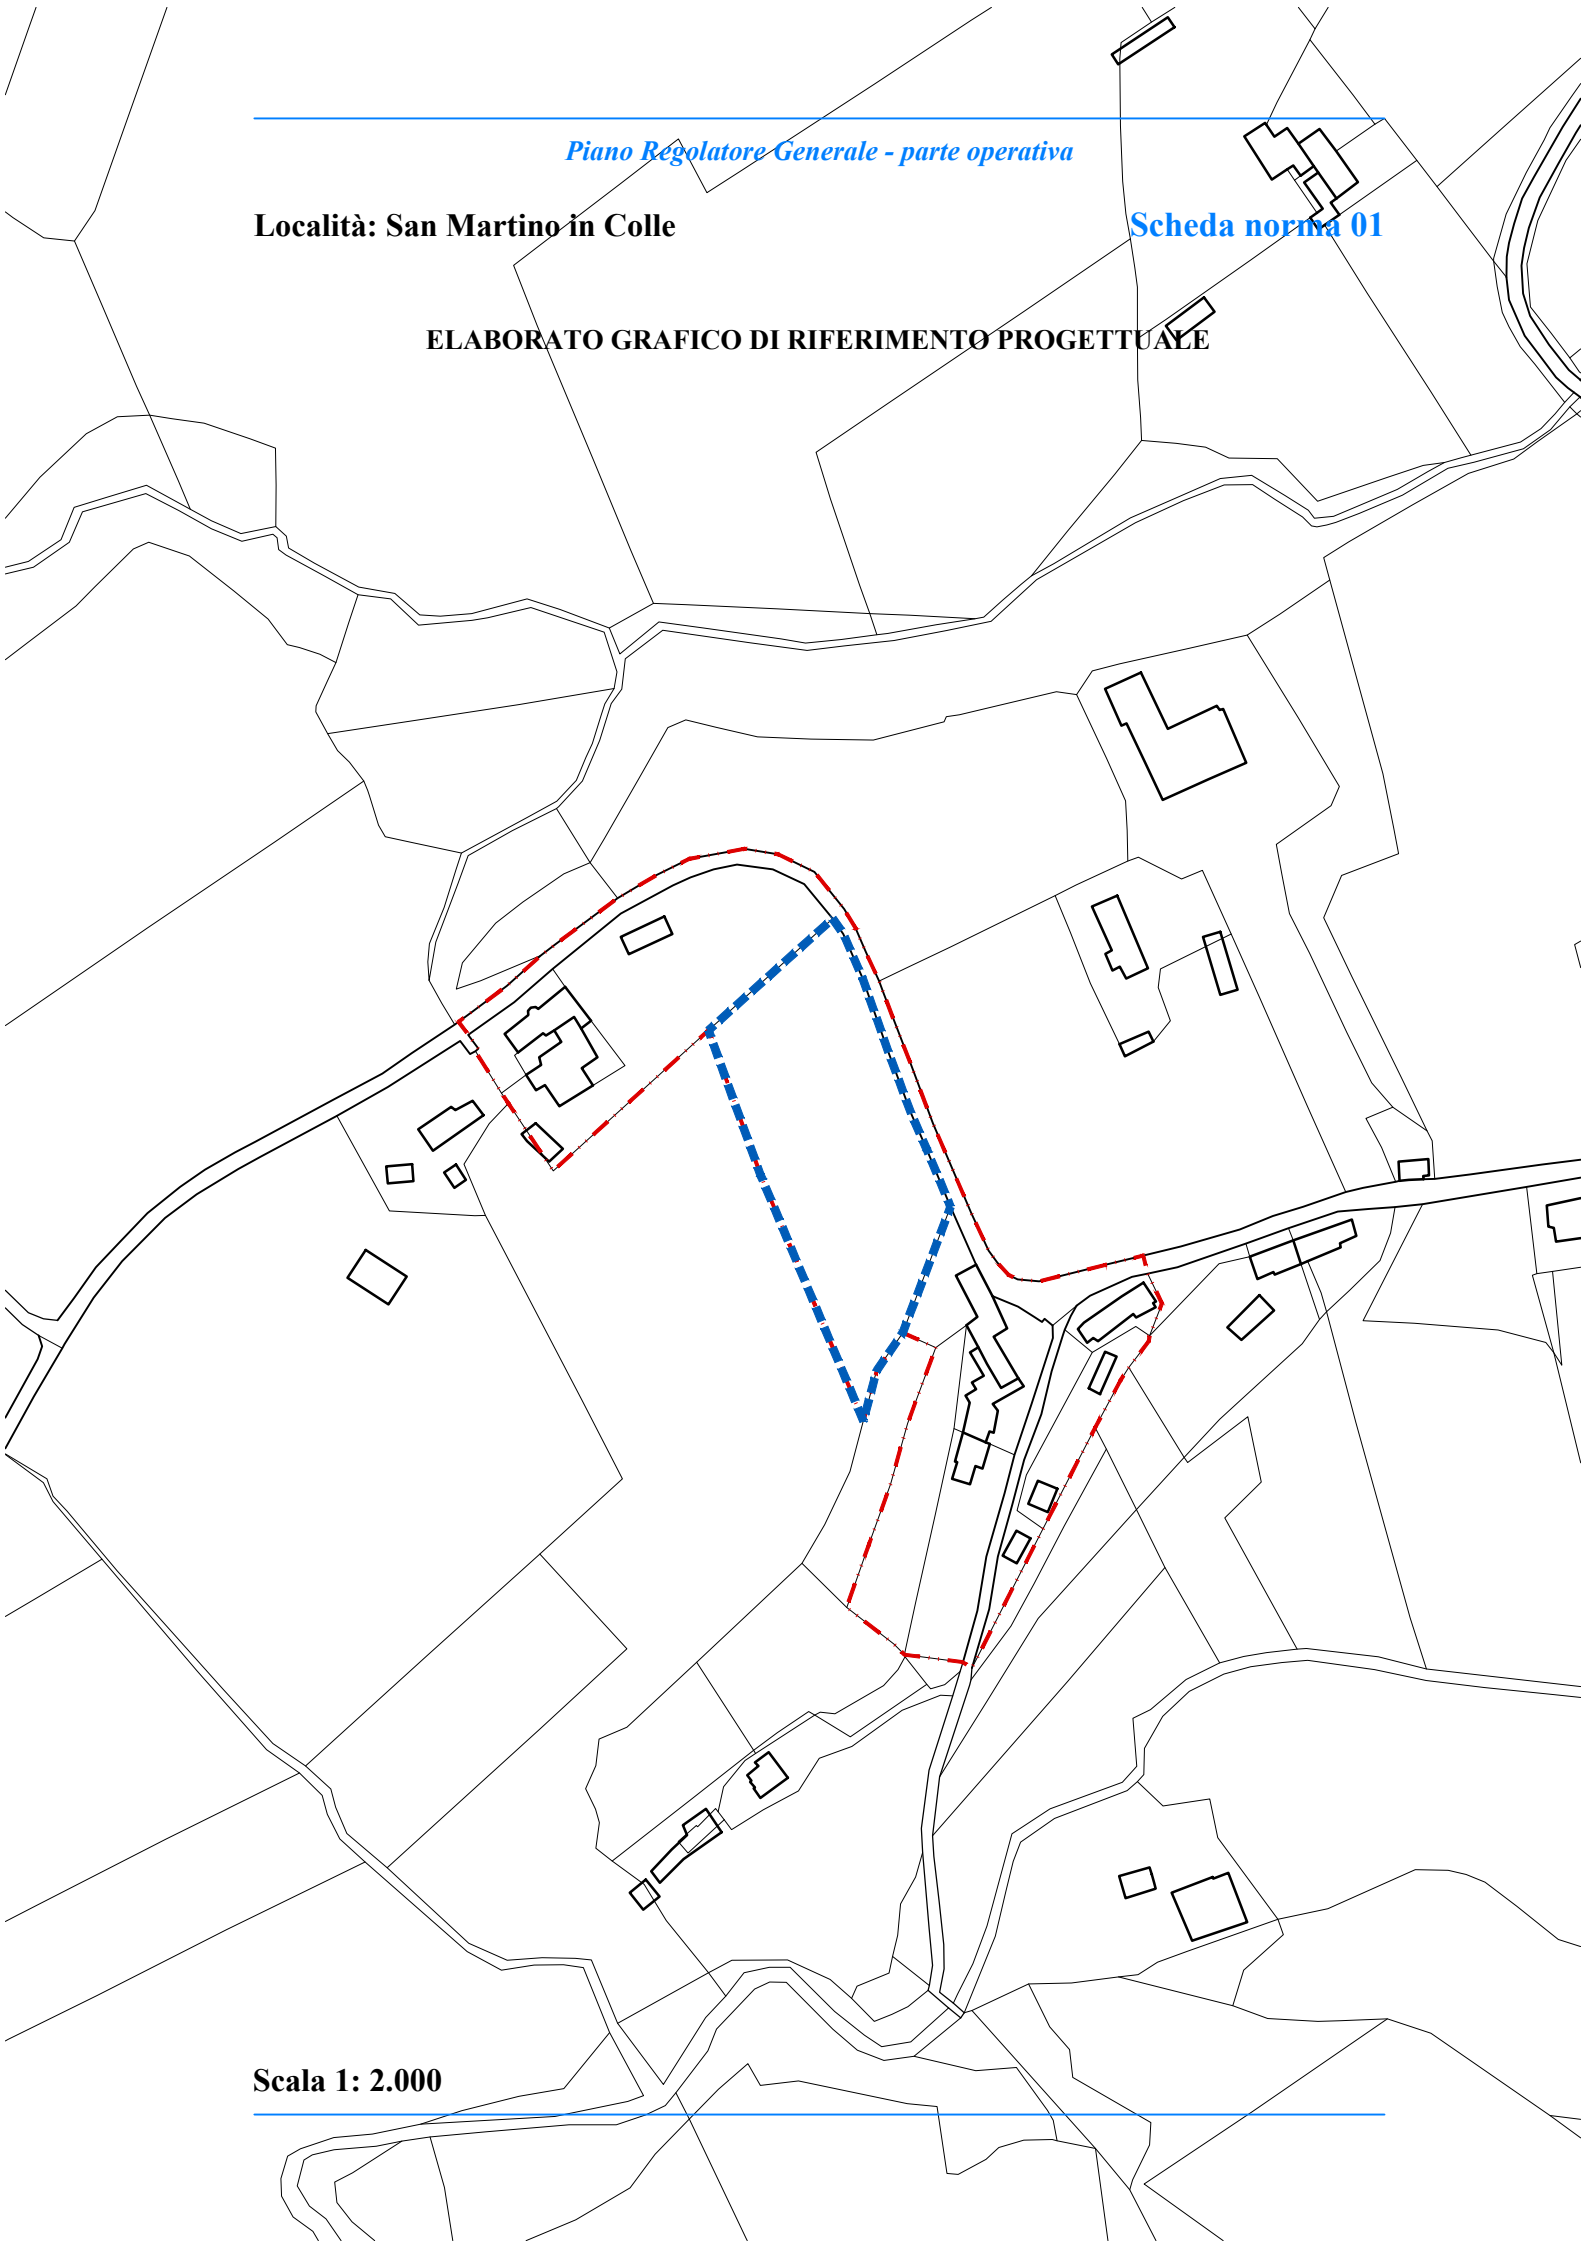 Piano Regolatore Generale - parte operativa
Località: San Martino in Colle
Scheda norma 01
ELABORATO GRAFICO DI RIFERIMENTO PROGETTUALE
Scala 1: 2.000